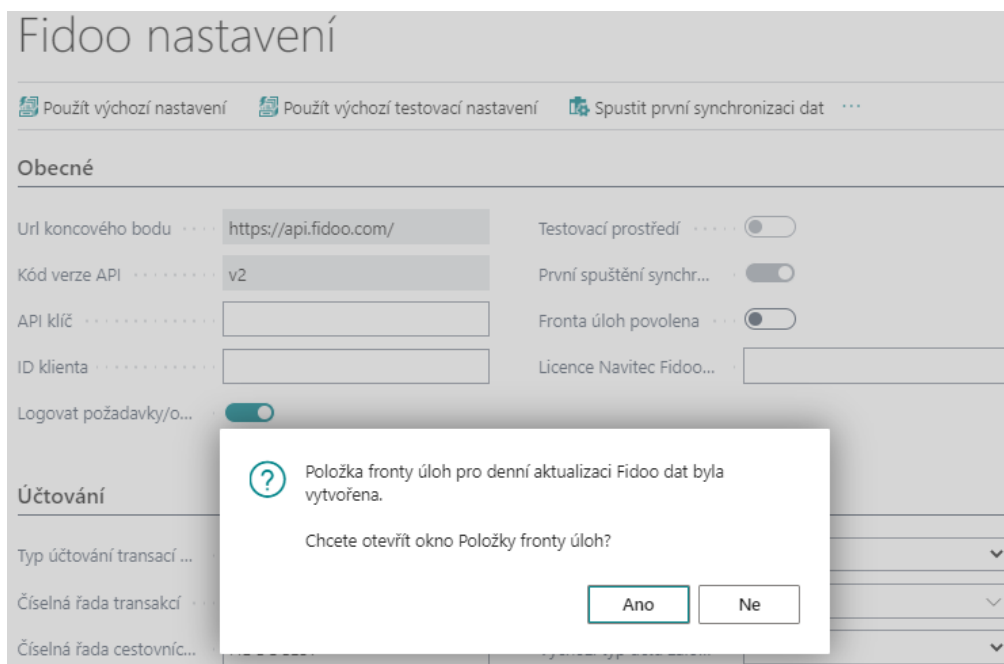 Fidoo nastavení
Použít výchozí nastavení Použít výchozí testovací nastavení Spustit první synchronizaci dat ...
Obecné
Url koncového bodu https://api.fidoo.com/ Testovací prostředí
Kód verze API v2 První spuštění synchr...
API klíč Fronta úloh povolena
ID klienta Licence Navitec Fidoo...
Logovat požadavky/o...
Položka fronty úloh pro denní aktualizaci Fidoo dat byla
vytvořena.
Chcete otevřít okno Položky fronty úloh?
Ano Ne
Účtování
Typ účtování transací ...
Číselná řada transakcí
Číselná řada cestovníc...